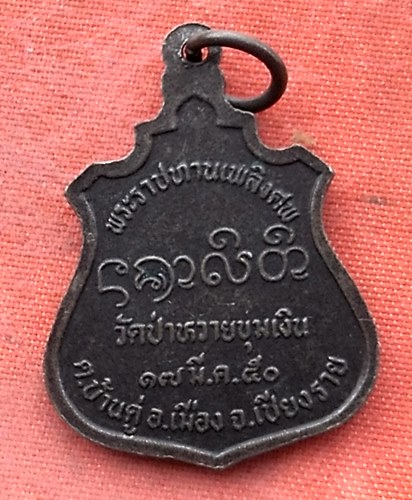 พระราชทานเพลิงศพ
วัดป่าหวายขุมเงิน
๑๗ มี.ค. ๕๐
ต.บ้านดู่ อ.เมือง จ.เชียงราย